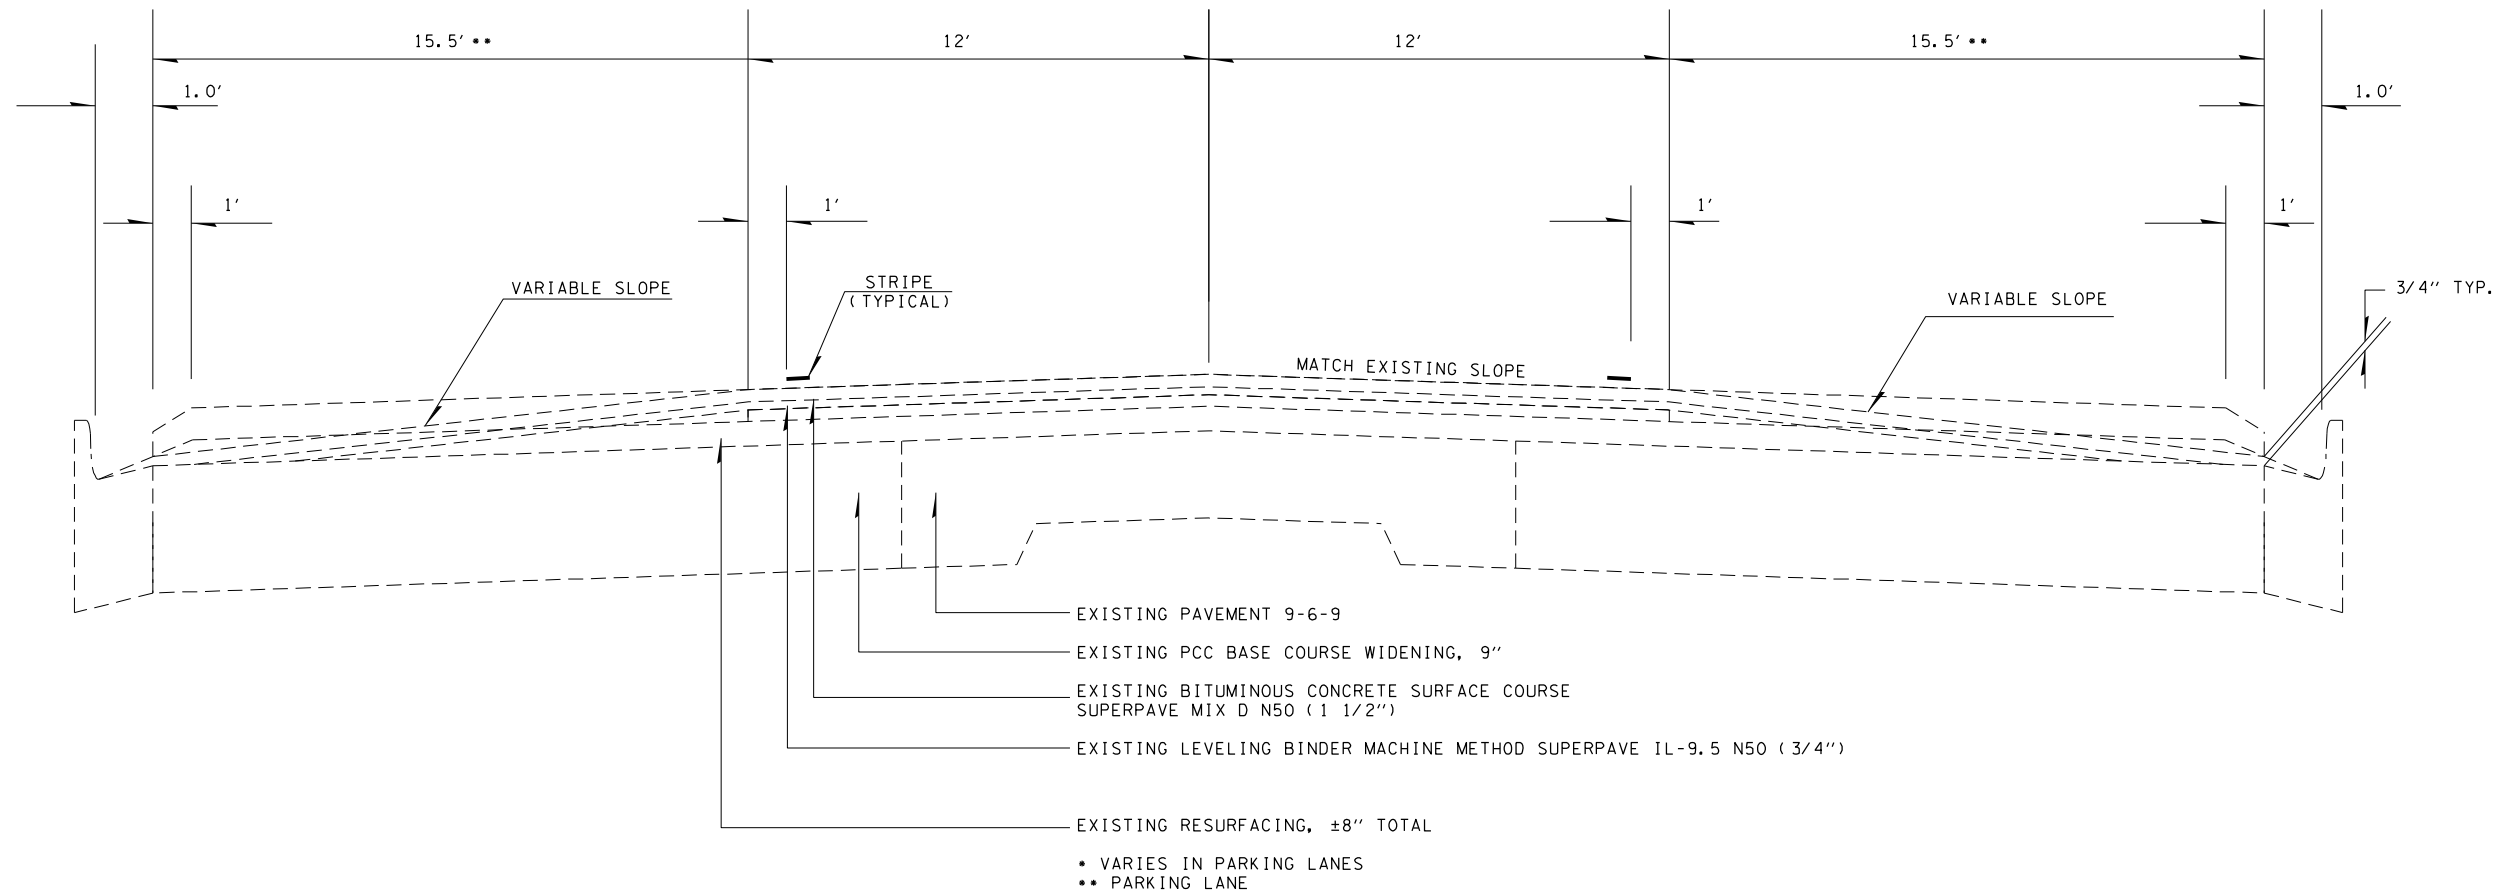 15.5' **
12'
12'
15.5' **
1.0'
1.0'
1'
1'
1'
1'
STRIPE
(TYPICAL)
VARIABLE SLOPE
VARIABLE SLOPE
3/4" TYP.
MATCH EXISTING SLOPE
EXISTING PAVEMENT 9-6-9
EXISTING PCC BASE COURSE WIDENING, 9"
EXISTING BITUMINOUS CONCRETE SURFACE COURSE
SUPERPAVE MIX D N50 (1 1/2")
EXISTING LEVELING BINDER MACHINE METHOD SUPERPAVE IL-9.5 N50 (3/4")
EXISTING RESURFACING, ±8" TOTAL
* VARIES IN PARKING LANES
** PARKING LANE